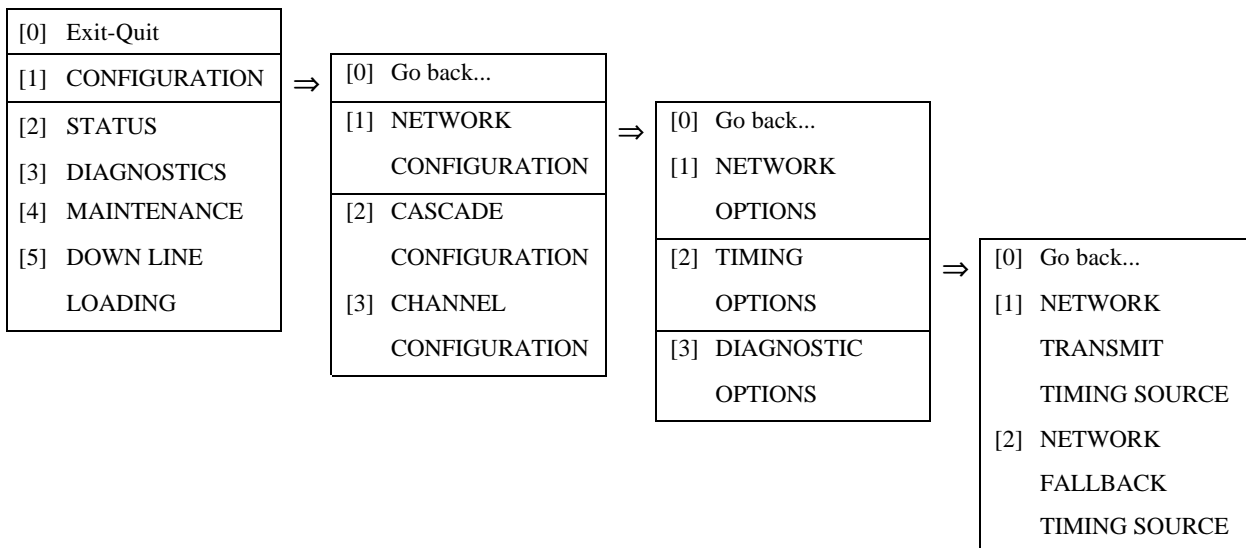 [0] Exit-Quit
[1] CONFIGURATION
[2] STATUS
[3] DIAGNOSTICS
[4] MAINTENANCE
[5] DOWN LINE
LOADING
⇒
[0] Go back...
[1] NETWORK
CONFIGURATION
[2] CASCADE
CONFIGURATION
[3] CHANNEL
CONFIGURATION
⇒
[0] Go back...
[1] NETWORK
OPTIONS
[2] TIMING
OPTIONS
[3] DIAGNOSTIC
OPTIONS
⇒
[0] Go back...
[1] NETWORK
TRANSMIT
TIMING SOURCE
[2] NETWORK
FALLBACK
TIMING SOURCE